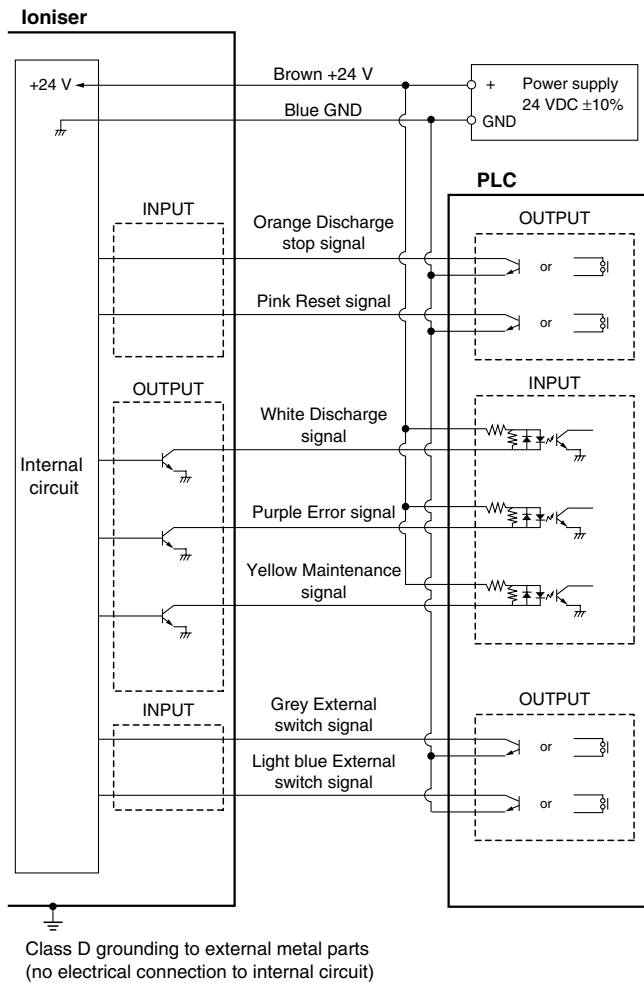 Ioniser
+24 V
Brown +24 V
+
Power supply
24 VDC ±10%
Blue GND
GND
PLC
INPUT
OUTPUT
Orange Discharge
stop signal
or
Pink Reset signal
or
OUTPUT
INPUT
White Discharge
signal
Internal
circuit
Purple Error signal
Yellow Maintenance
signal
INPUT
OUTPUT
Grey External
switch signal
or
Light blue External
switch signal
or
Class D grounding to external metal parts
(no electrical connection to internal circuit)